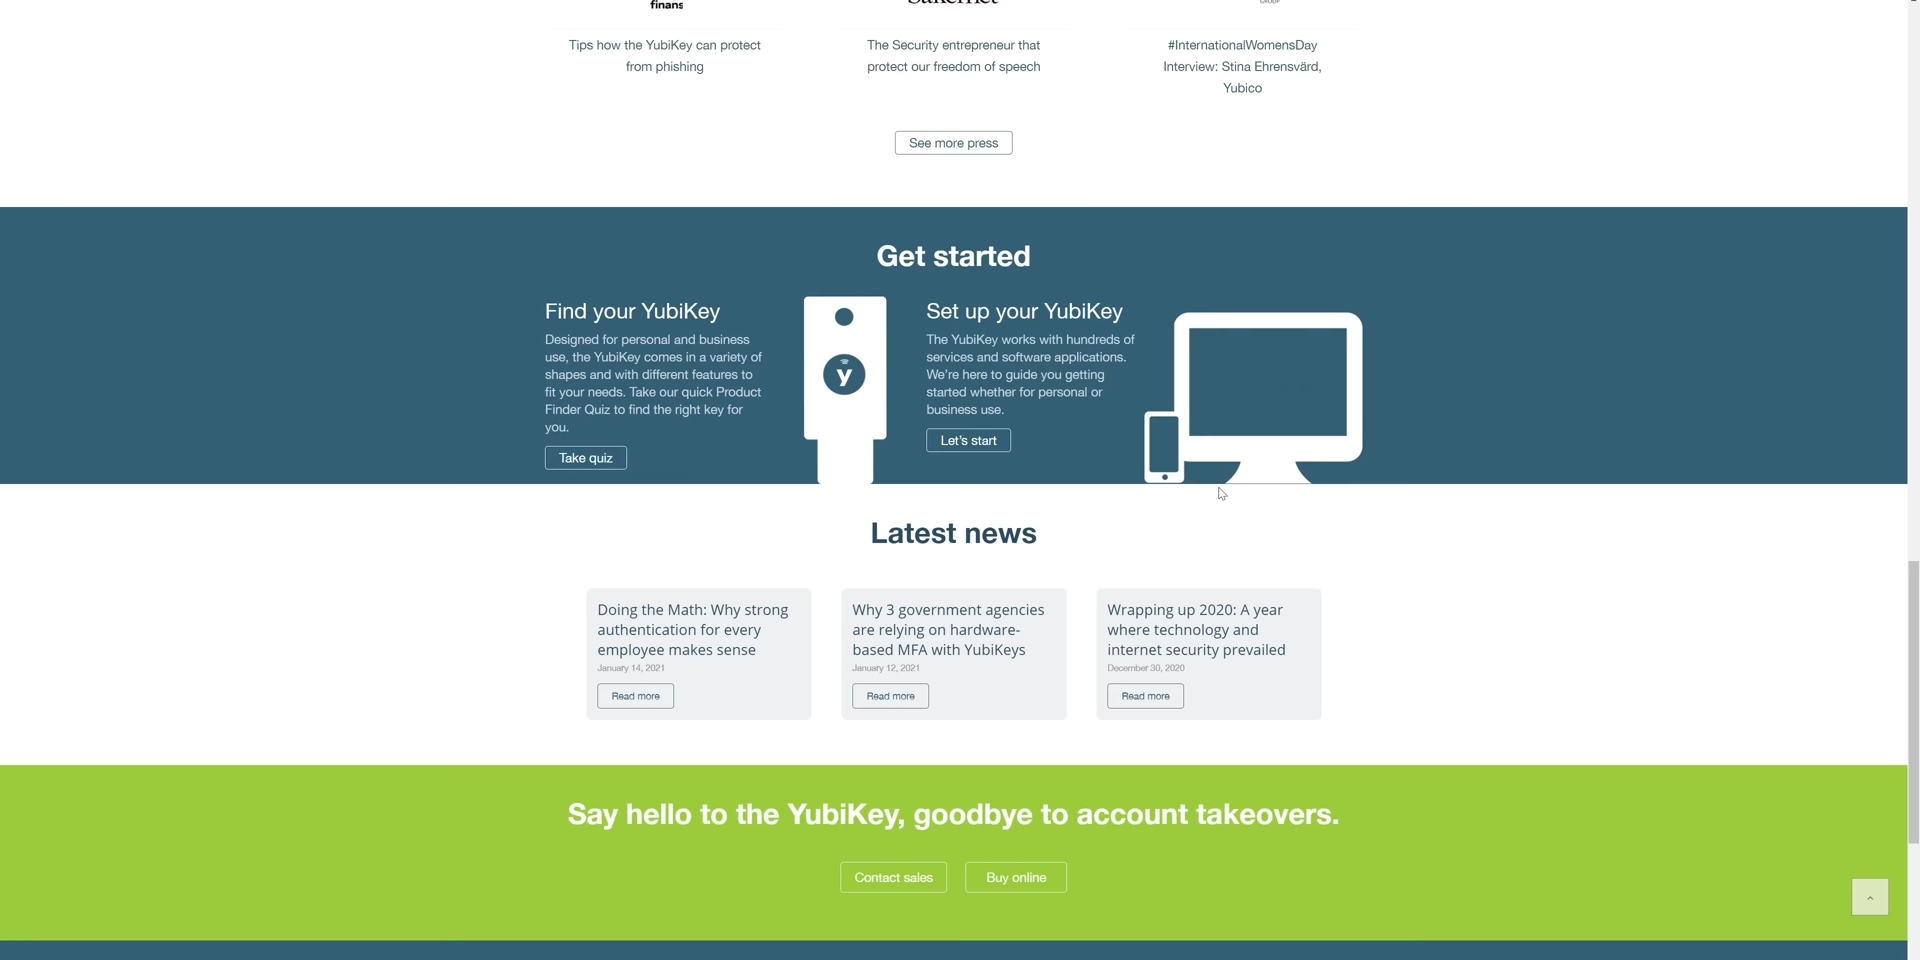 finans
Tips how the YubiKey can protect
from phishing
The Security entrepreneur that
protect our freedom of speech
#InternationalWomensDay
Interview: Stina Ehrensvärd,
Yubico
See more press
Get started
Find your YubiKey
Designed for personal and business
use, the YubiKey comes in a variety of
shapes and with different features to
fit your needs. Take our quick Product
Finder Quiz to find the right key for
you.
Take quiz
y
Set up your YubiKey
The YubiKey works with hundreds of
services and software applications.
We’re here to guide you getting
started whether for personal or
business use.
Let’s start
Latest news
Doing the Math: Why strong
authentication for every
employee makes sense
January 14, 2021
Read more
Why 3 government agencies
are relying on hardware-
based MFA with YubiKeys
January 12, 2021
Read more
Wrapping up 2020: A year
where technology and
internet security prevailed
December 30, 2020
Read more
Say hello to the YubiKey, goodbye to account takeovers.
Contact sales
Buy online